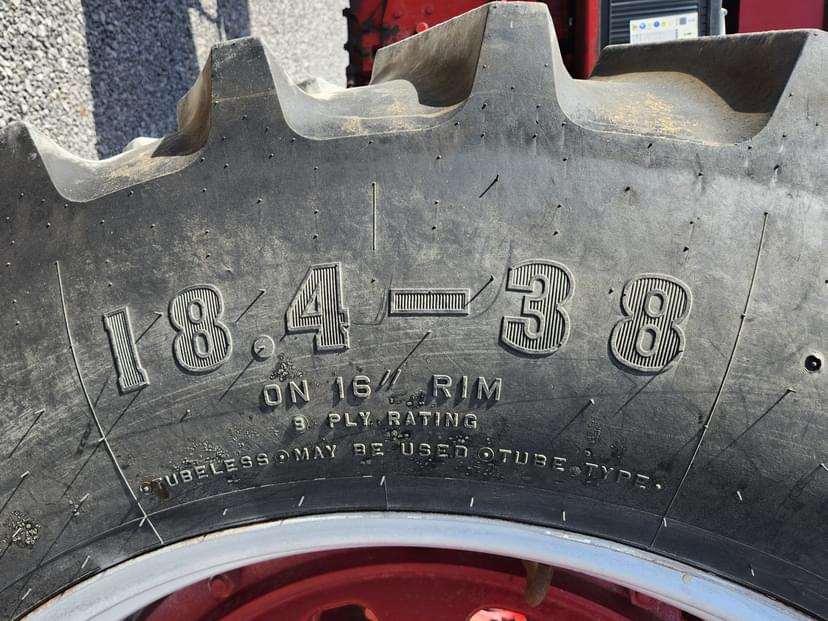 18.4-38
ON 16" RIM
8 PLY RATING
•TUBELESS•MAY BE USED•TUBE TYPE•